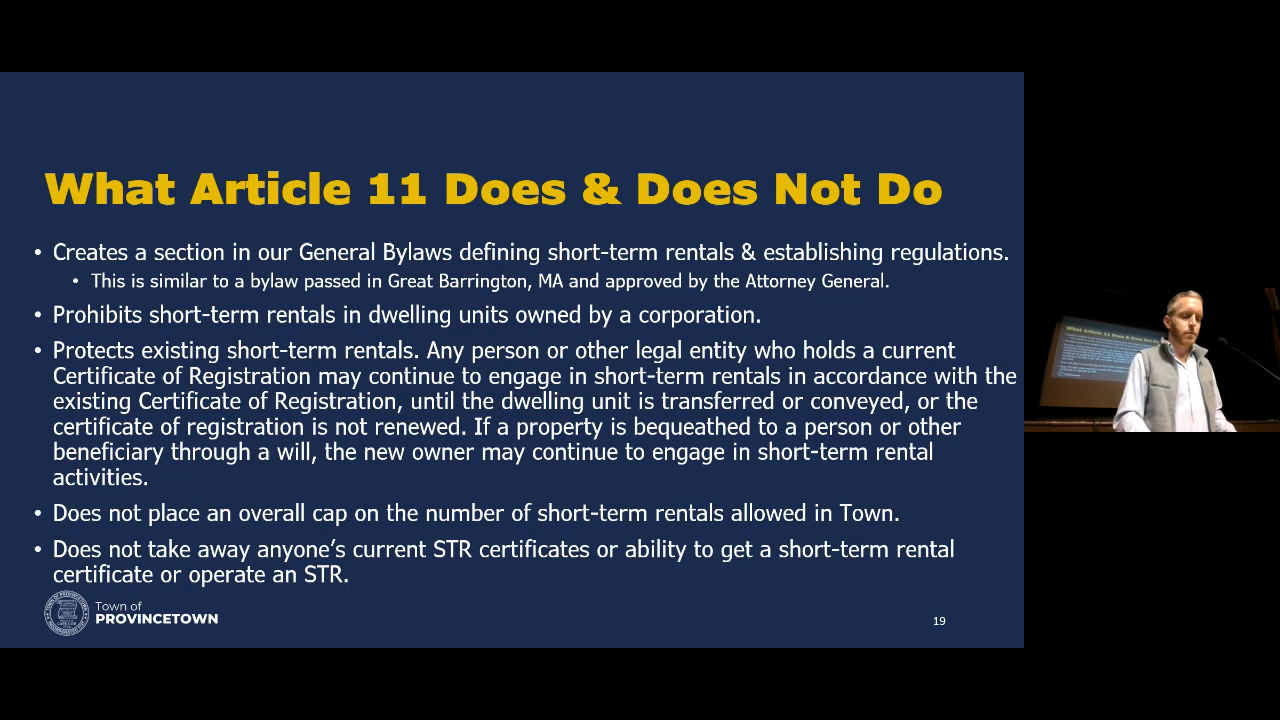 What Article 11 Does & Does Not Do
• Creates a section in our General Bylaws defining short-term rentals & establishing regulations.
• This is similar to a bylaw passed in Great Barrington, MA and approved by the Attorney General.
• Prohibits short-term rentals in dwelling units owned by a corporation.
• Protects existing short-term rentals. Any person or other legal entity who holds a current
Certificate of Registration may continue to engage in short-term rentals in accordance with the
existing Certificate of Registration, until the dwelling unit is transferred or conveyed, or the
certificate of registration is not renewed. If a property is bequeathed to a person or other
beneficiary through a will, the new owner may continue to engage in short-term rental
activities.
• Does not place an overall cap on the number of short-term rentals allowed in Town.
• Does not take away anyone’s current STR certificates or ability to get a short-term rental
certificate or operate an STR.
Town of
PROVINCETOWN
19
What Article 11 Does & Does Not Do